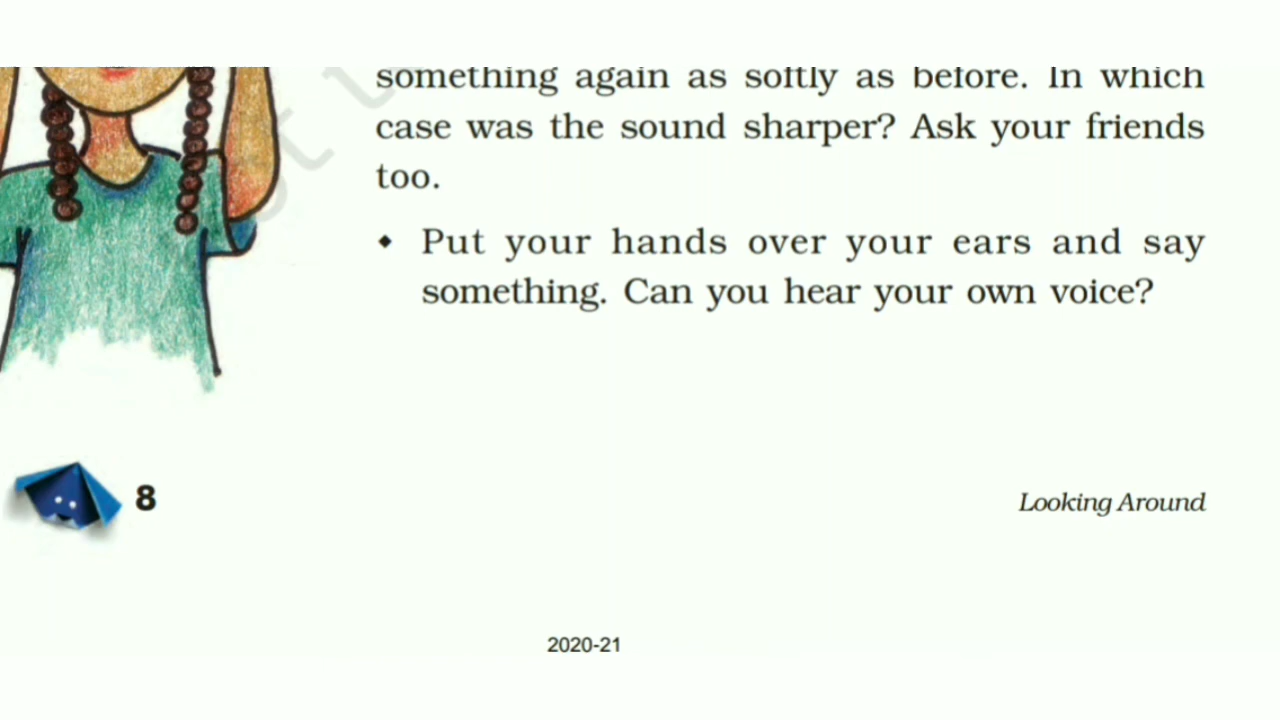 something again as softly as before. In which
case was the sound sharper? Ask your friends
too.
◆ Put your hands over your ears and say
something. Can you hear your own voice?
8
Looking Around
2020-21